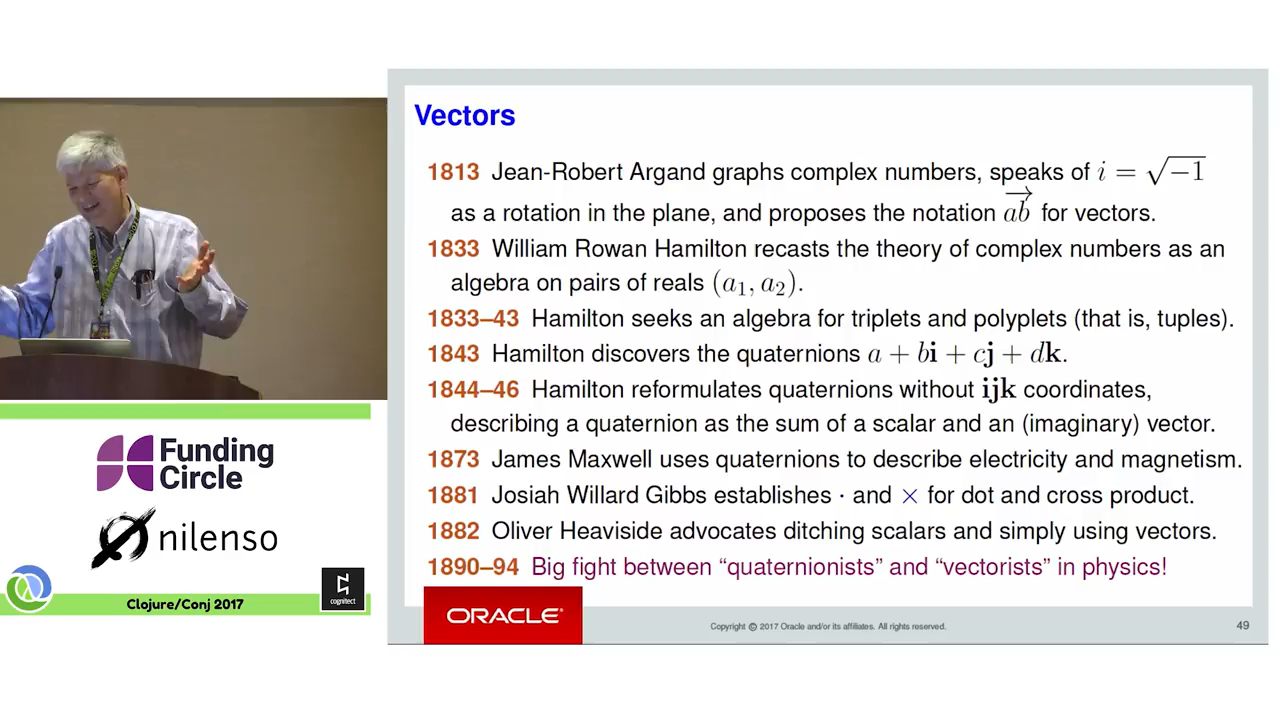 Vectors
1813 Jean-Robert Argand graphs complex numbers, speaks of i = √−1
as a rotation in the plane, and proposes the notation \overrightarrow{ab} for vectors.
1833 William Rowan Hamilton recasts the theory of complex numbers as an
algebra on pairs of reals (a₁, a₂).
1833–43 Hamilton seeks an algebra for triplets and polyplets (that is, tuples).
1843 Hamilton discovers the quaternions a + bi + cj + dk.
1844–46 Hamilton reformulates quaternions without ijk coordinates,
describing a quaternion as the sum of a scalar and an (imaginary) vector.
1873 James Maxwell uses quaternions to describe electricity and magnetism.
1881 Josiah Willard Gibbs establishes · and × for dot and cross product.
1882 Oliver Heaviside advocates ditching scalars and simply using vectors.
1890–94 Big fight between “quaternionists” and “vectorists” in physics!
ORACLE®
Copyright © 2017 Oracle and/or its affiliates. All rights reserved.
49
Funding
Circle
nilenso
cognitect
Clojure/Conj 2017